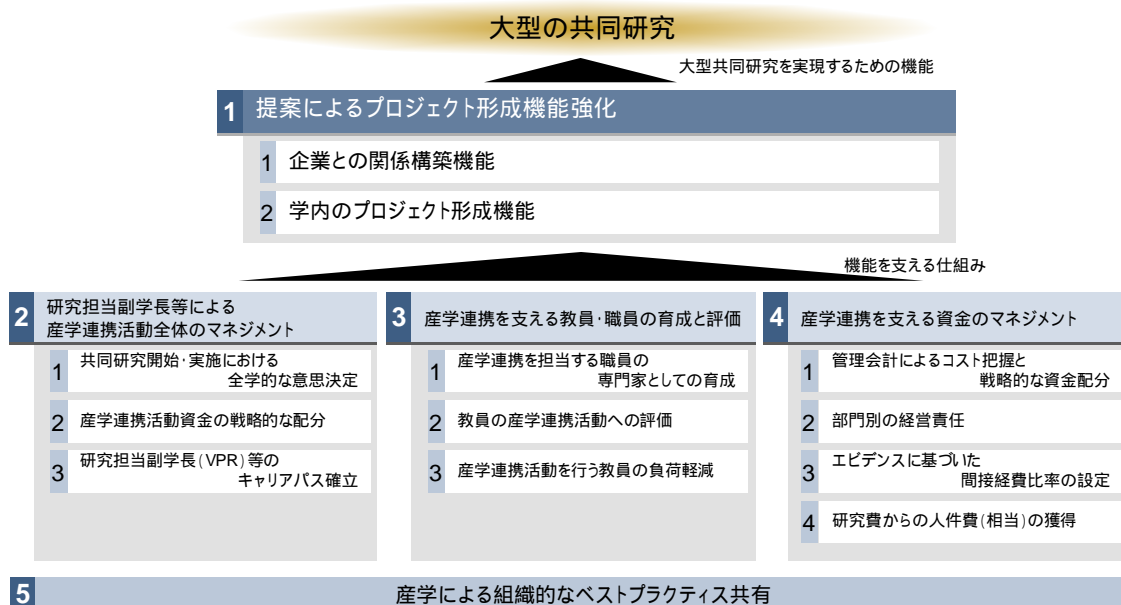 大型の共同研究
大型共同研究を実現するための機能
1 提案によるプロジェクト形成機能強化
1 企業との関係構築機能
2 学内のプロジェクト形成機能
機能を支える仕組み
2 研究担当副学長等による
産学連携活動全体のマネジメント
1 共同研究開始・実施における
全学的な意思決定
2 産学連携活動資金の戦略的な配分
3 研究担当副学長(VPR)等の
キャリアパス確立
3 産学連携を支える教員・職員の育成と評価
1 産学連携を担当する職員の
専門家としての育成
2 教員の産学連携活動への評価
3 産学連携活動を行う教員の負荷軽減
4 産学連携を支える資金のマネジメント
1 管理会計によるコスト把握と
戦略的な資金配分
2 部門別の経営責任
3 エビデンスに基づいた
間接経費比率の設定
4 研究費からの人件費(相当)の獲得
5 産学による組織的なベストプラクティス共有